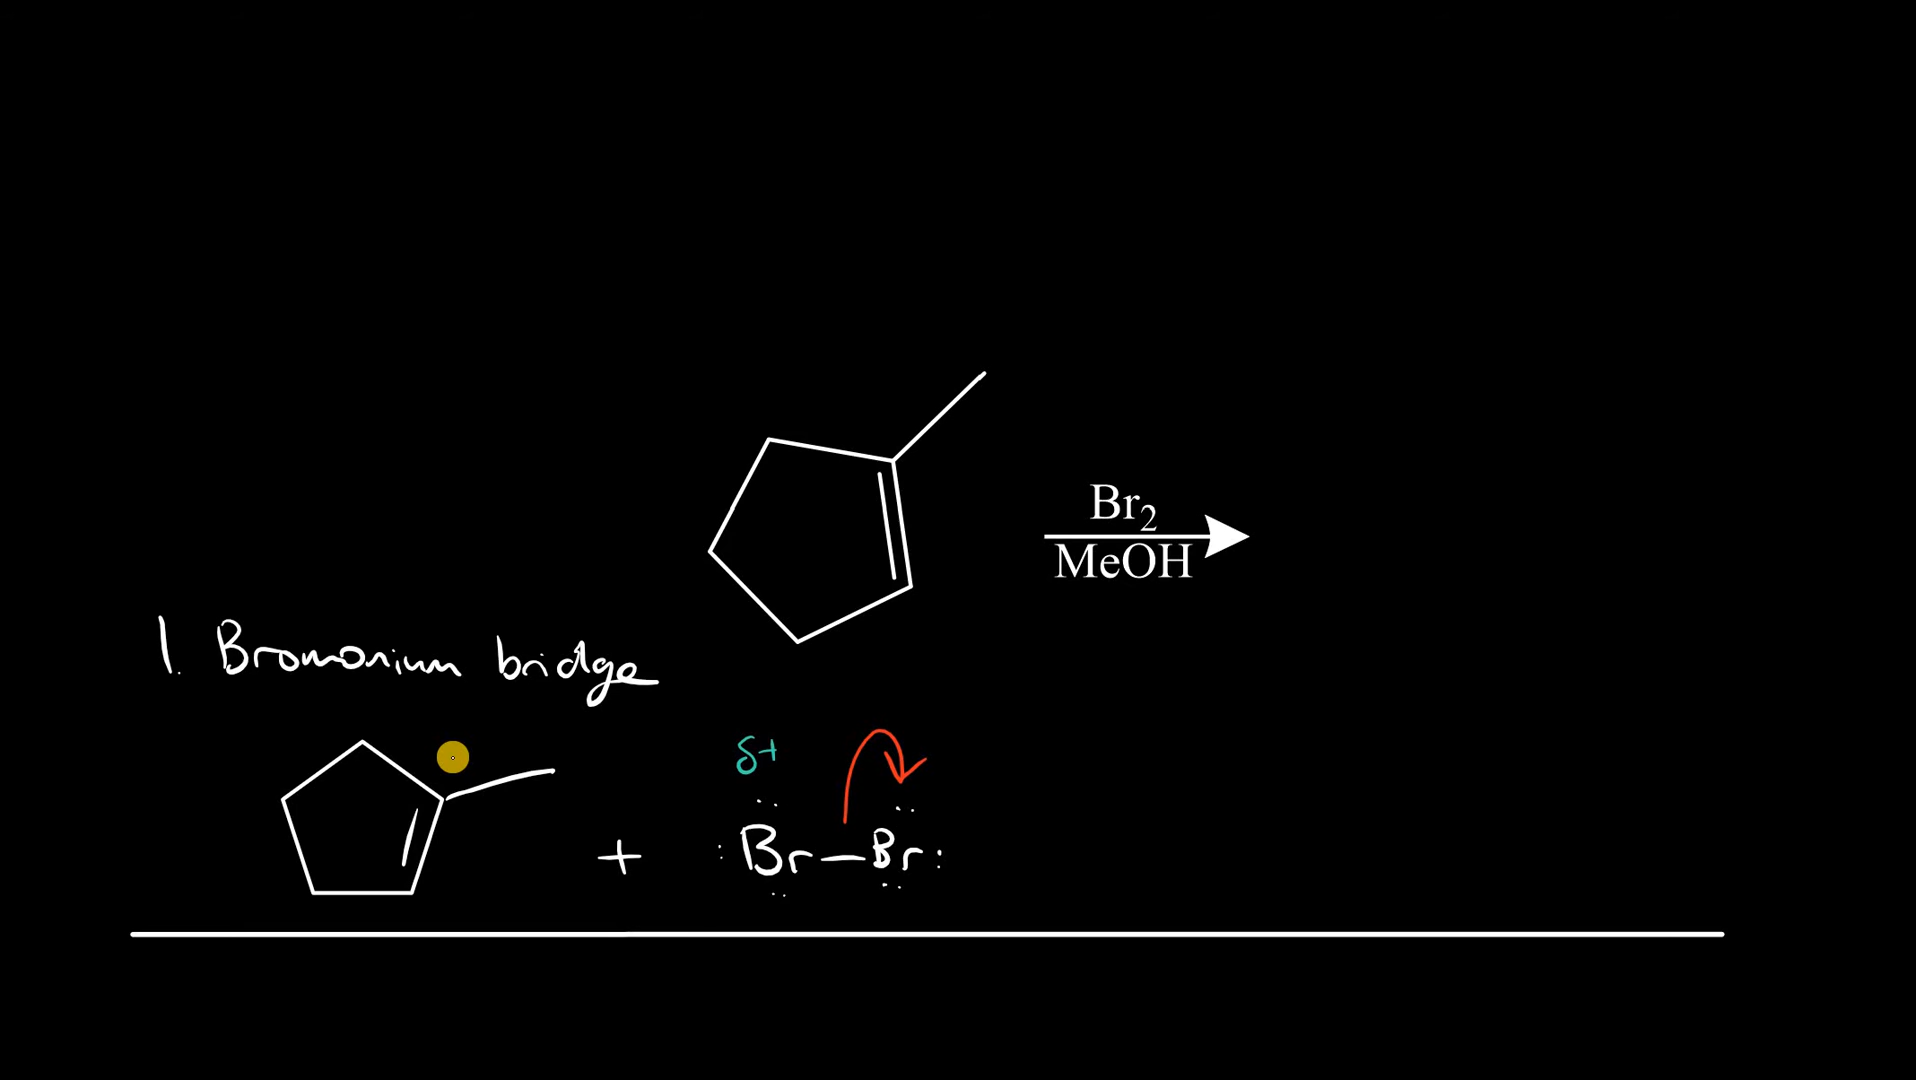 Br₂
MeOH
1. Bromonium bridge
δ+
+ :Br—Br: